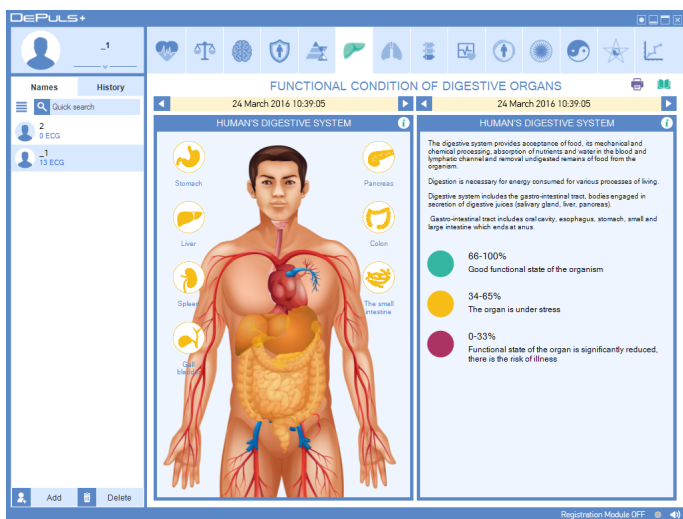 DEPULS+
_1
Names
History
Quick search
2
0 ECG
_1
13 ECG
Add
Delete
FUNCTIONAL CONDITION OF DIGESTIVE ORGANS
24 March 2016 10:39:05
24 March 2016 10:39:05
HUMAN'S DIGESTIVE SYSTEM
i
Stomach
Pancreas
Liver
Colon
Spleen
The small
intestine
Gall
bladder
HUMAN'S DIGESTIVE SYSTEM
i
The digestive system provides acceptance of food, its mechanical and
chemical processing, absorption of nutrients and water in the blood and
lymphatic channel and removal undigested remains of food from the
organism.
Digestion is necessary for energy consumed for various processes of living.
Digestive system includes the gastro-intestinal tract, bodies engaged in
secretion of digestive juices (salivary gland, liver, pancreas).
Gastro-intestinal tract includes oral cavity, esophagus, stomach, small and
large intestine which ends at anus.
66-100%
Good functional state of the organism
34-65%
The organ is under stress
0-33%
Functional state of the organ is significantly reduced,
there is the risk of illness
Registration Module OFF